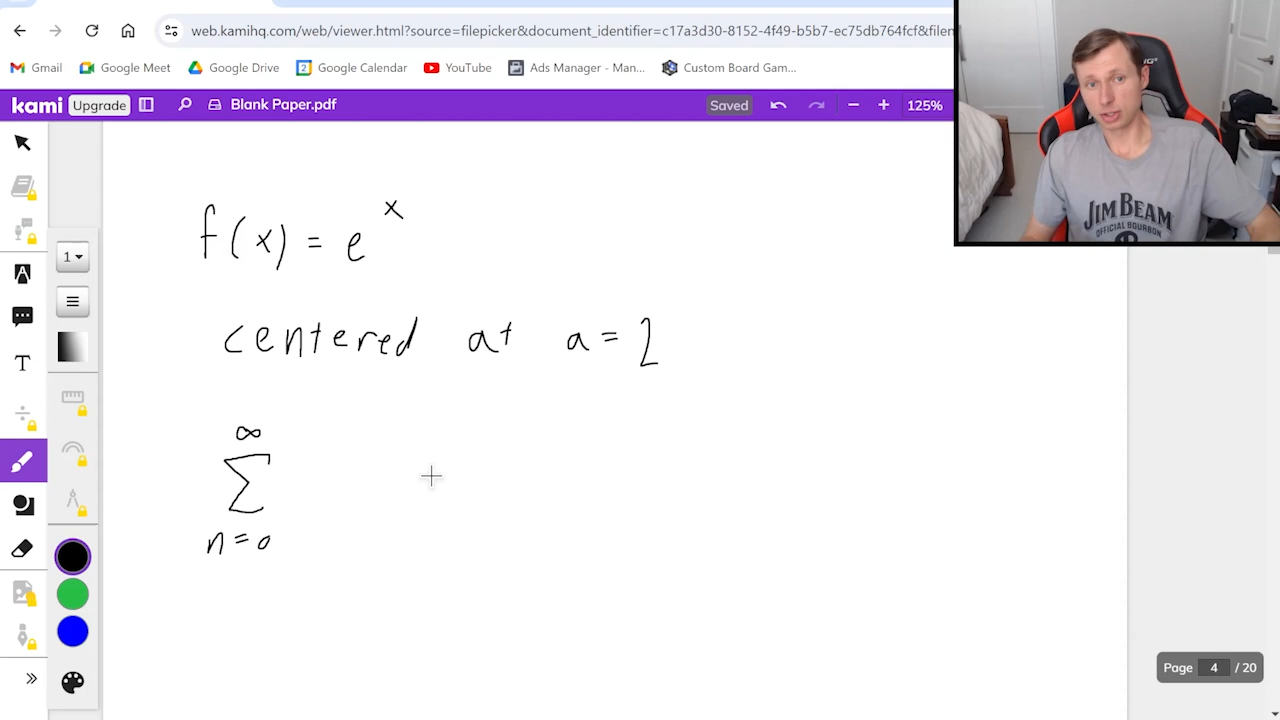 web.kamihq.com/web/viewer.html?source=filepicker&document_identifier=c17a3d30-8152-4f49-b5b7-ec75db764fcf&filen
Gmail Google Meet Google Drive Google Calendar YouTube Ads Manager - Man... Custom Board Gam...
kami Upgrade Blank Paper.pdf Saved 125%
JIM BEAM
OFFICIAL BOURBON
1
f(x) = e^x
centered at a = 2
∞
Σ
n = 0
T
Page 4 / 20